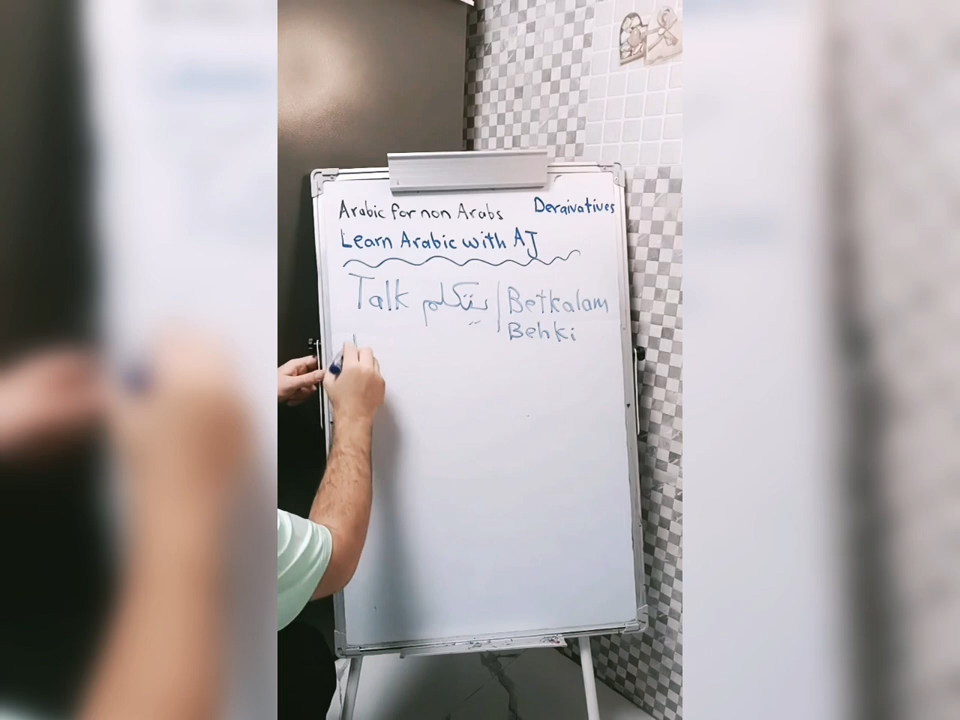 Arabic for non Arabs
Deraivatives
Learn Arabic with AJ
Talk يتكلم | Betkalam
Behki